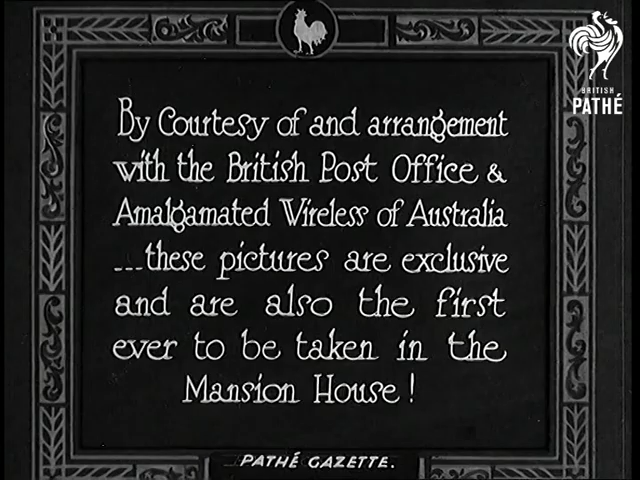 BRITISH
PATHÉ
By Courtesy of and arrangement
with the British Post Office &
Amalgamated Wireless of Australia
...these pictures are exclusive
and are also the first
ever to be taken in the
Mansion House!
PATHÉ GAZETTE.